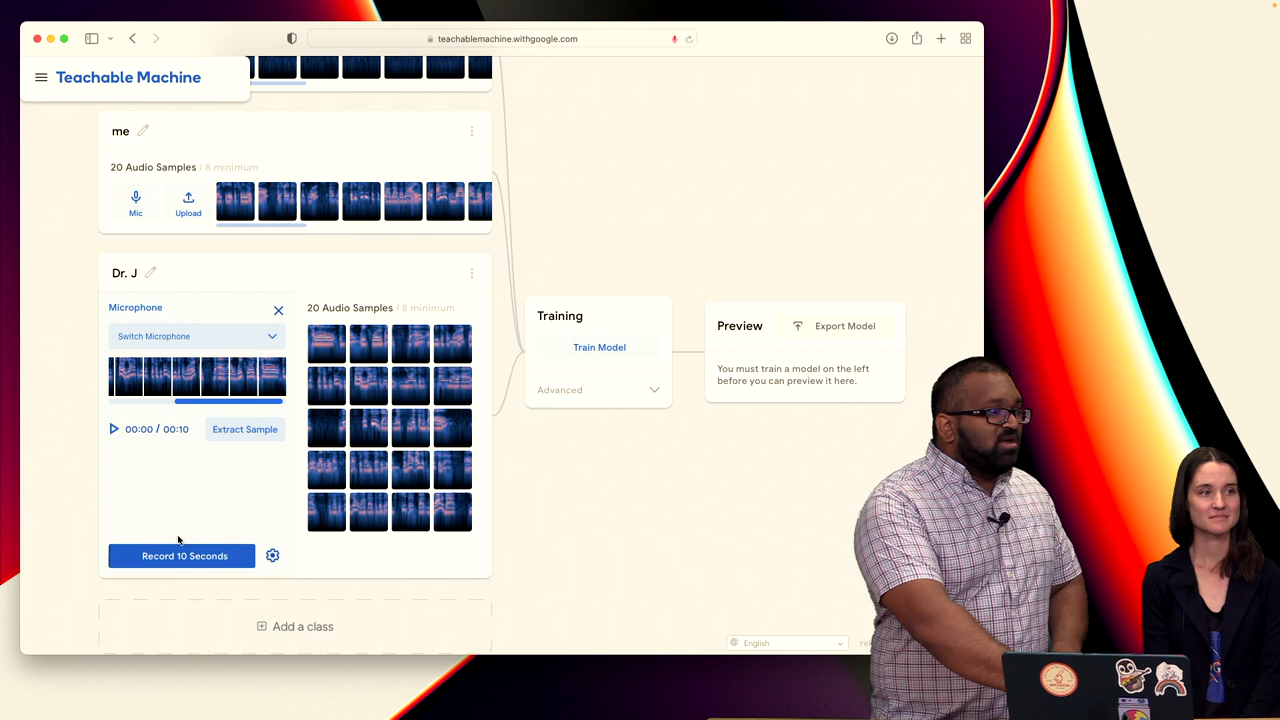 teachablemachine.withgoogle.com
Teachable Machine
me
20 Audio Samples / 8 minimum
Mic
Upload
Dr. J
Microphone
Switch Microphone
00:00 / 00:10
Extract Sample
Record 10 Seconds
20 Audio Samples / 8 minimum
Add a class
Training
Train Model
Advanced
Preview
Export Model
You must train a model on the left
before you can preview it here.
English